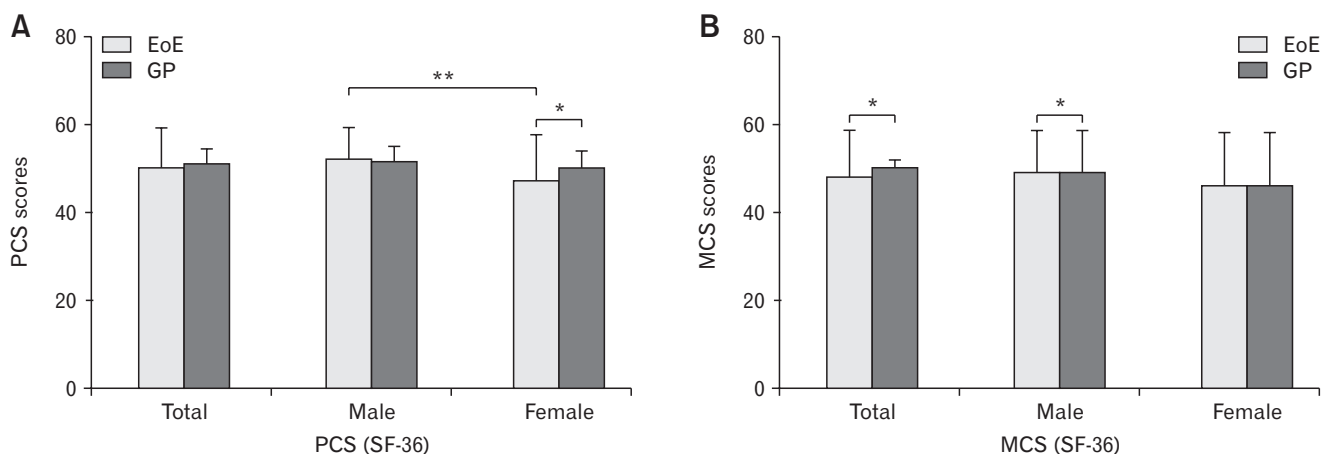 A
80
60
40
20
0
PCS scores
EoE
GP
**
*
Total Male Female
PCS (SF-36)
B
80
60
40
20
0
MCS scores
EoE
GP
* *
Total Male Female
MCS (SF-36)